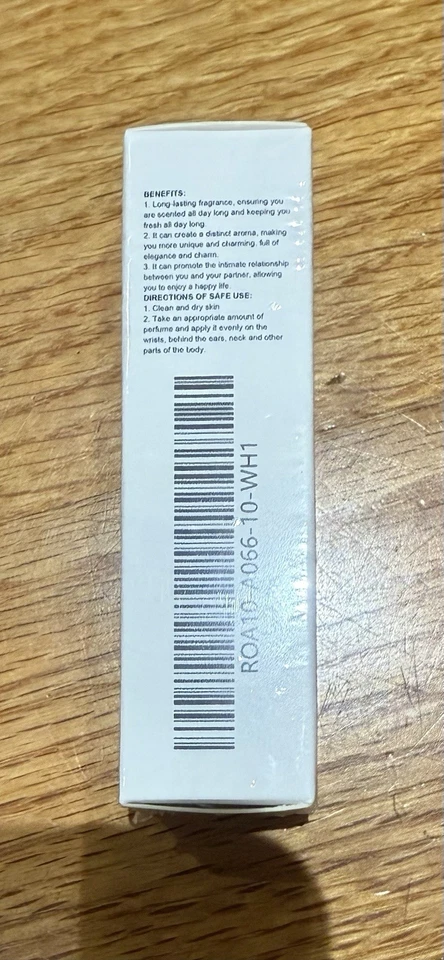 BENEFITS:
1. Long-lasting fragrance, ensuring you
are scented all day long and keeping you
fresh all day long.
2. It can create a distinct aroma, making
you more unique and charming, full of
elegance and charm.
3. It can promote the intimate relationship
between you and your partner, allowing
you to enjoy a happy life.
DIRECTIONS OF SAFE USE:
1. Clean and dry skin
2. Take an appropriate amount of
perfume and apply it evenly on the
wrists, behind the ears, neck and other
parts of the body.
ROA10-A066-10-WH1